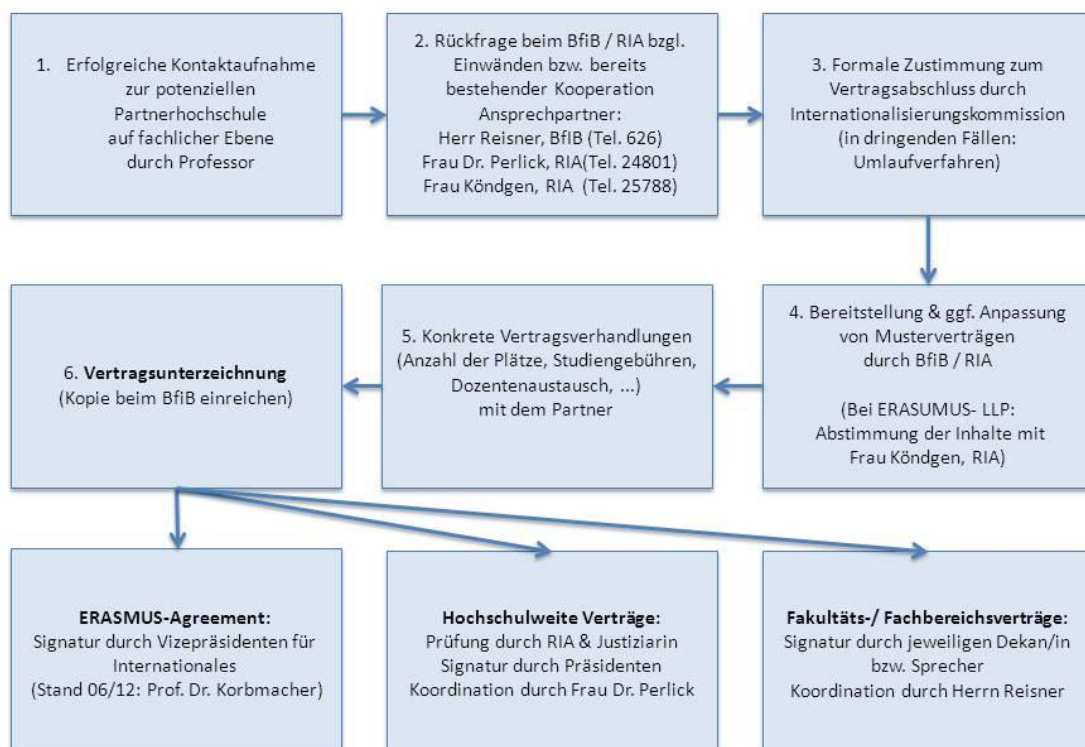 1. Erfolgreiche Kontaktaufnahme
zur potenziellen
Partnerhochschule
auf fachlicher Ebene
durch Professor
2. Rückfrage beim BfiB / RIA bzgl.
Einwänden bzw. bereits
bestehender Kooperation
Ansprechpartner:
Herr Reisner, BfIB (Tel. 626)
Frau Dr. Perlick, RIA(Tel. 24801)
Frau Köndgen, RIA (Tel. 25788)
3. Formale Zustimmung zum
Vertragsabschluss durch
Internationalisierungskommission
(in dringenden Fällen:
Umlaufverfahren)
4. Bereitstellung & ggf. Anpassung
von Musterverträgen
durch BfiB / RIA
(Bei ERASUMUS- LLP:
Abstimmung der Inhalte mit
Frau Köndgen, RIA)
5. Konkrete Vertragsverhandlungen
(Anzahl der Plätze, Studiengebühren,
Dozentenaustausch, ...)
mit dem Partner
6. Vertragsunterzeichnung
(Kopie beim BfiB einreichen)
ERASMUS-Agreement:
Signatur durch Vizepräsidenten für
Internationales
(Stand 06/12: Prof. Dr. Korbmacher)
Hochschulweite Verträge:
Prüfung durch RIA & Justiziarin
Signatur durch Präsidenten
Koordination durch Frau Dr. Perlick
Fakultäts-/ Fachbereichsverträge:
Signatur durch jeweiligen Dekan/in
bzw. Sprecher
Koordination durch Herrn Reisner